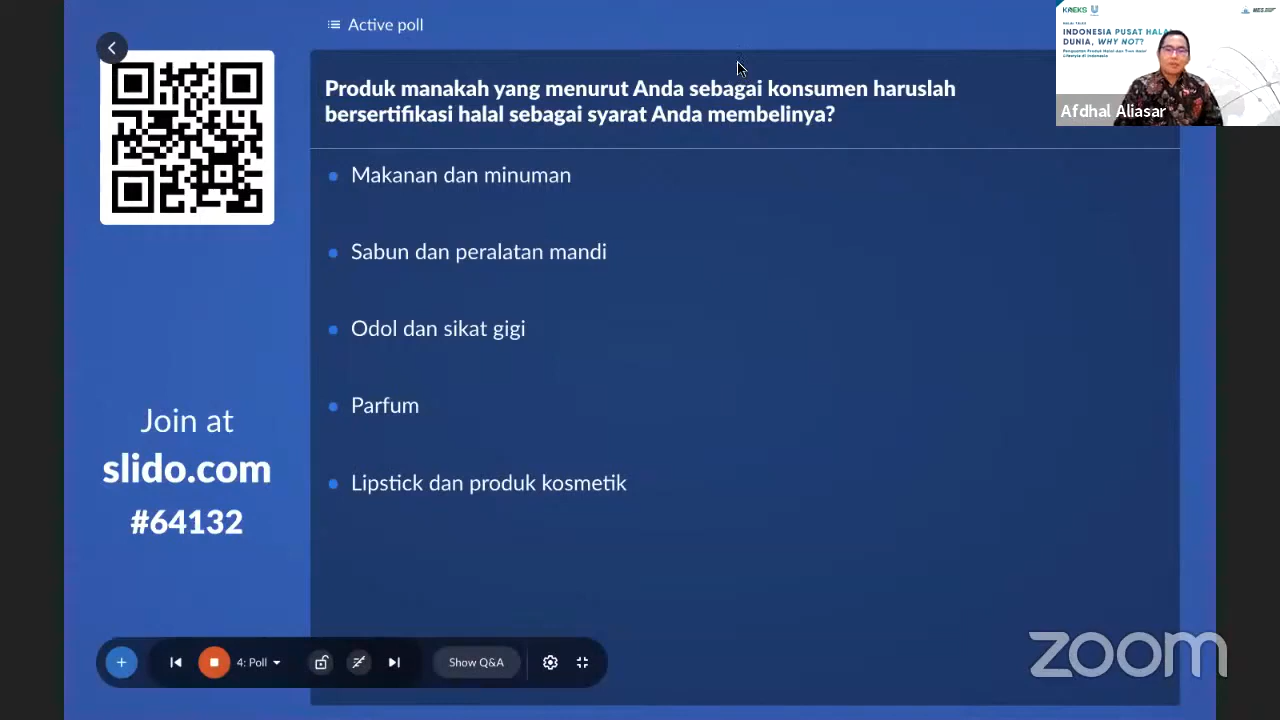 Active poll
Produk manakah yang menurut Anda sebagai konsumen haruslah
bersertifikasi halal sebagai syarat Anda membelinya?
Makanan dan minuman
Sabun dan peralatan mandi
Odol dan sikat gigi
Parfum
Lipstick dan produk kosmetik
Join at
slido.com
#64132
4: Poll
Show Q&A
INDONESIA PUSAT HALAL
DUNIA, WHY NOT?
Afdhal Aliasar
zoom